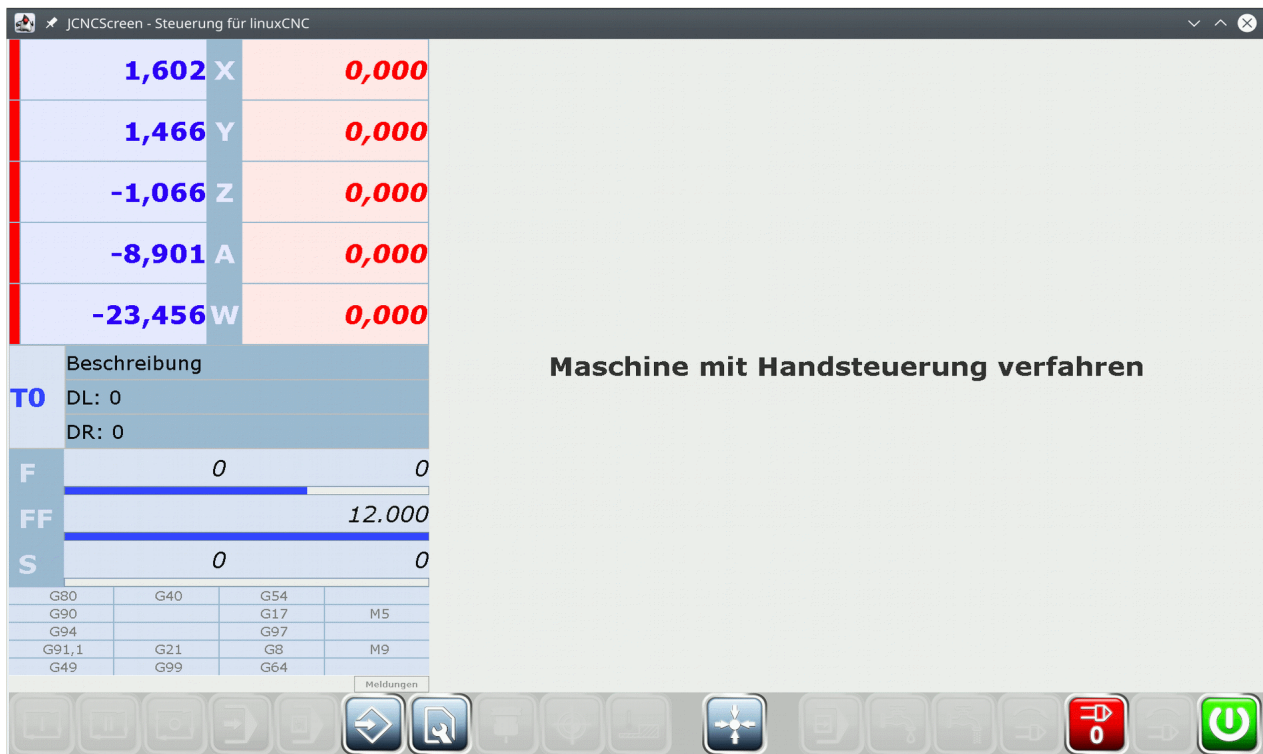 JCNCScreen - Steuerung für linuxCNC
1,602 X 0,000
1,466 Y 0,000
-1,066 Z 0,000
-8,901 A 0,000
-23,456 W 0,000
T0
Beschreibung
DL: 0
DR: 0
F 0 0
FF 12.000
S 0 0
G80 G40 G54
G90 G17 M5
G94 G97
G91,1 G21 G8 M9
G49 G99 G64
Meldungen
Maschine mit Handsteuerung verfahren
0